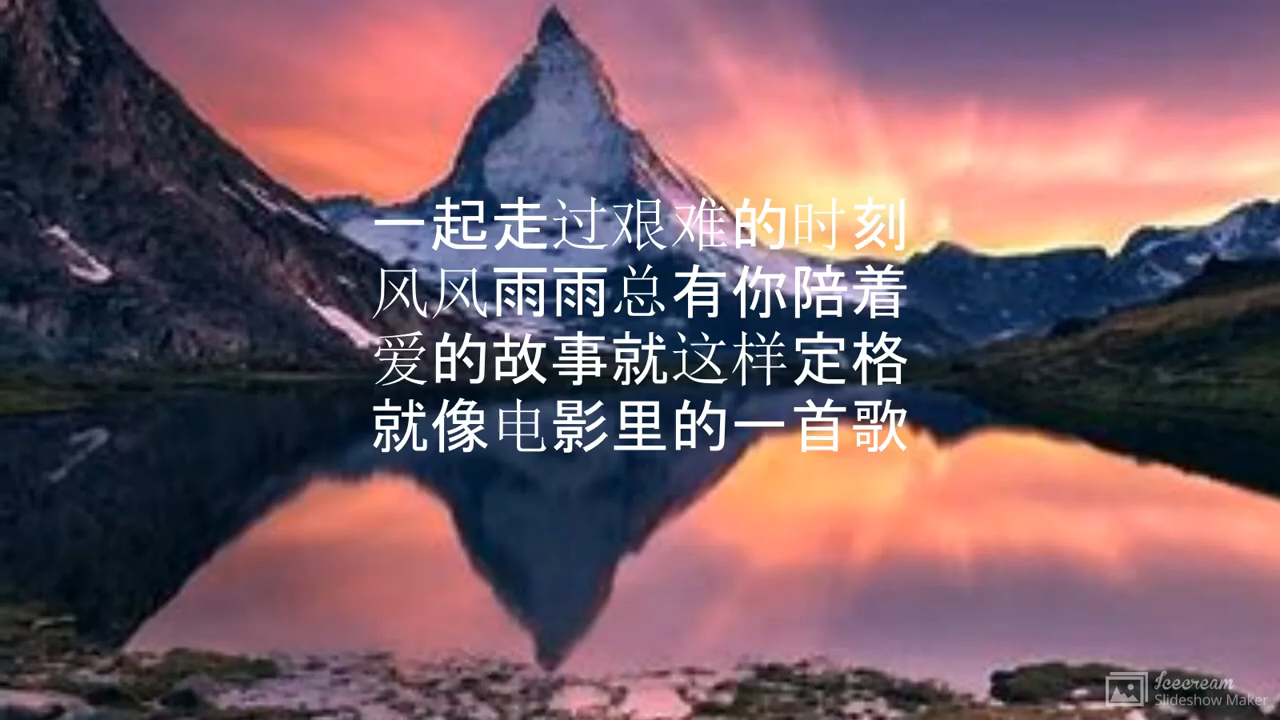 一起走过艰难的时刻
风风雨雨总有你陪着
爱的故事就这样定格
就像电影里的一首歌
Icecream
Slideshow Maker